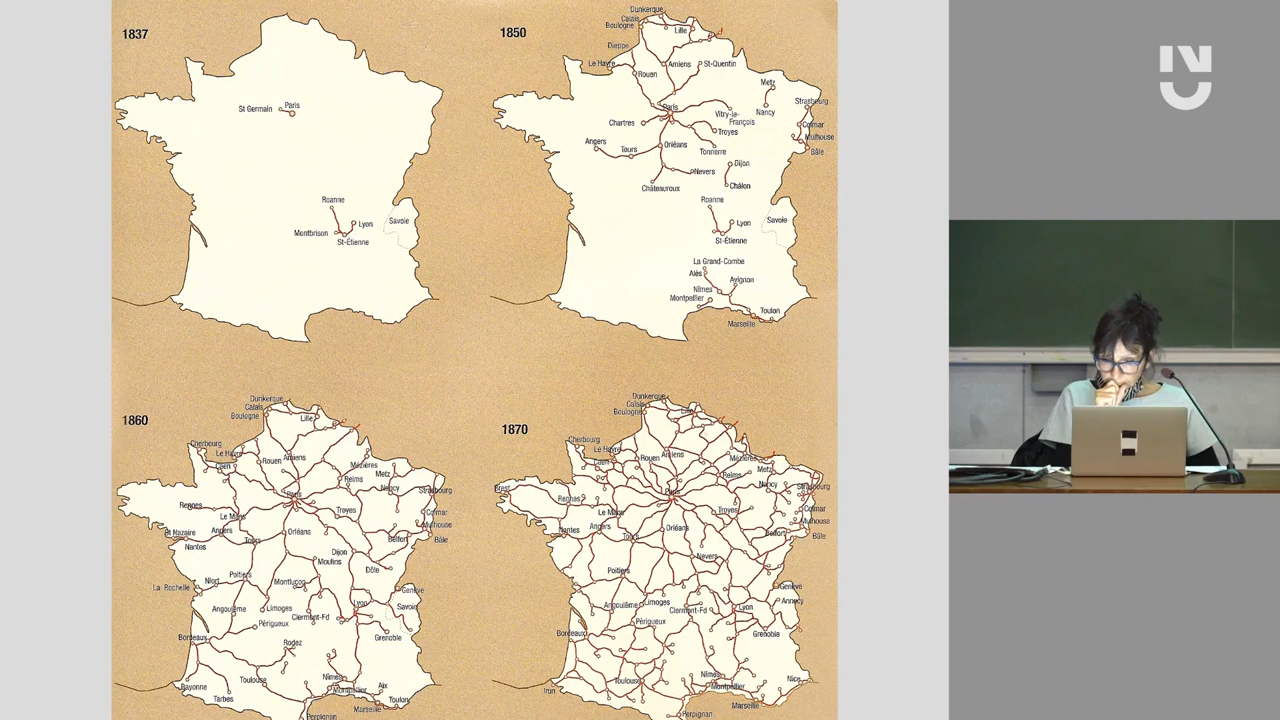 1837
St Germain
Paris
Roanne
Lyon
Savoie
Montbrison
St-Étienne
1850
Dunkerque
Calais
Boulogne
Lille
Dieppe
Le Havre
Amiens
St-Quentin
Rouen
Metz
Paris
Strasbourg
Vitry-le-
François
Nancy
Chartres
Colmar
Troyes
Mulhouse
Angers
Tours
Orléans
Tonnerre
Bâle
Dijon
Nevers
Châteauroux
Châlon
Roanne
Lyon
Savoie
St-Étienne
La Grand-Combe
Alès
Avignon
Nîmes
Montpellier
Toulon
Marseille
1860
Dunkerque
Calais
Boulogne
Lille
Cherbourg
Le Havre
Caen
Rouen
Amiens
Mézières
Metz
Reims
Nancy
Strasbourg
Paris
Rennes
Le Mans
Troyes
Colmar
Mulhouse
St Nazaire
Angers
Orléans
Nantes
Tours
Belfort
Bâle
Dijon
Moulins
Dôle
La Rochelle
Niort
Poitiers
Montluçon
Genève
Angoulême
Limoges
Clermont-Fd
Lyon
Savoie
Périgueux
Bordeaux
Grenoble
Rodez
Bayonne
Toulouse
Nîmes
Montpellier
Aix
Tarbes
Toulon
Marseille
Perpignan
1870
Dunkerque
Calais
Boulogne
Lille
Cherbourg
Le Havre
Caen
Rouen
Amiens
Mézières
Metz
Reims
Nancy
Strasbourg
Brest
Rennes
Paris
Le Mans
Troyes
Colmar
Mulhouse
Nantes
Angers
Orléans
Tours
Belfort
Bâle
Nevers
Poitiers
Genève
Annecy
Angoulême
Limoges
Clermont-Fd
Lyon
Périgueux
Bordeaux
Grenoble
Toulouse
Nîmes
Montpellier
Nice
Irun
Marseille
Perpignan